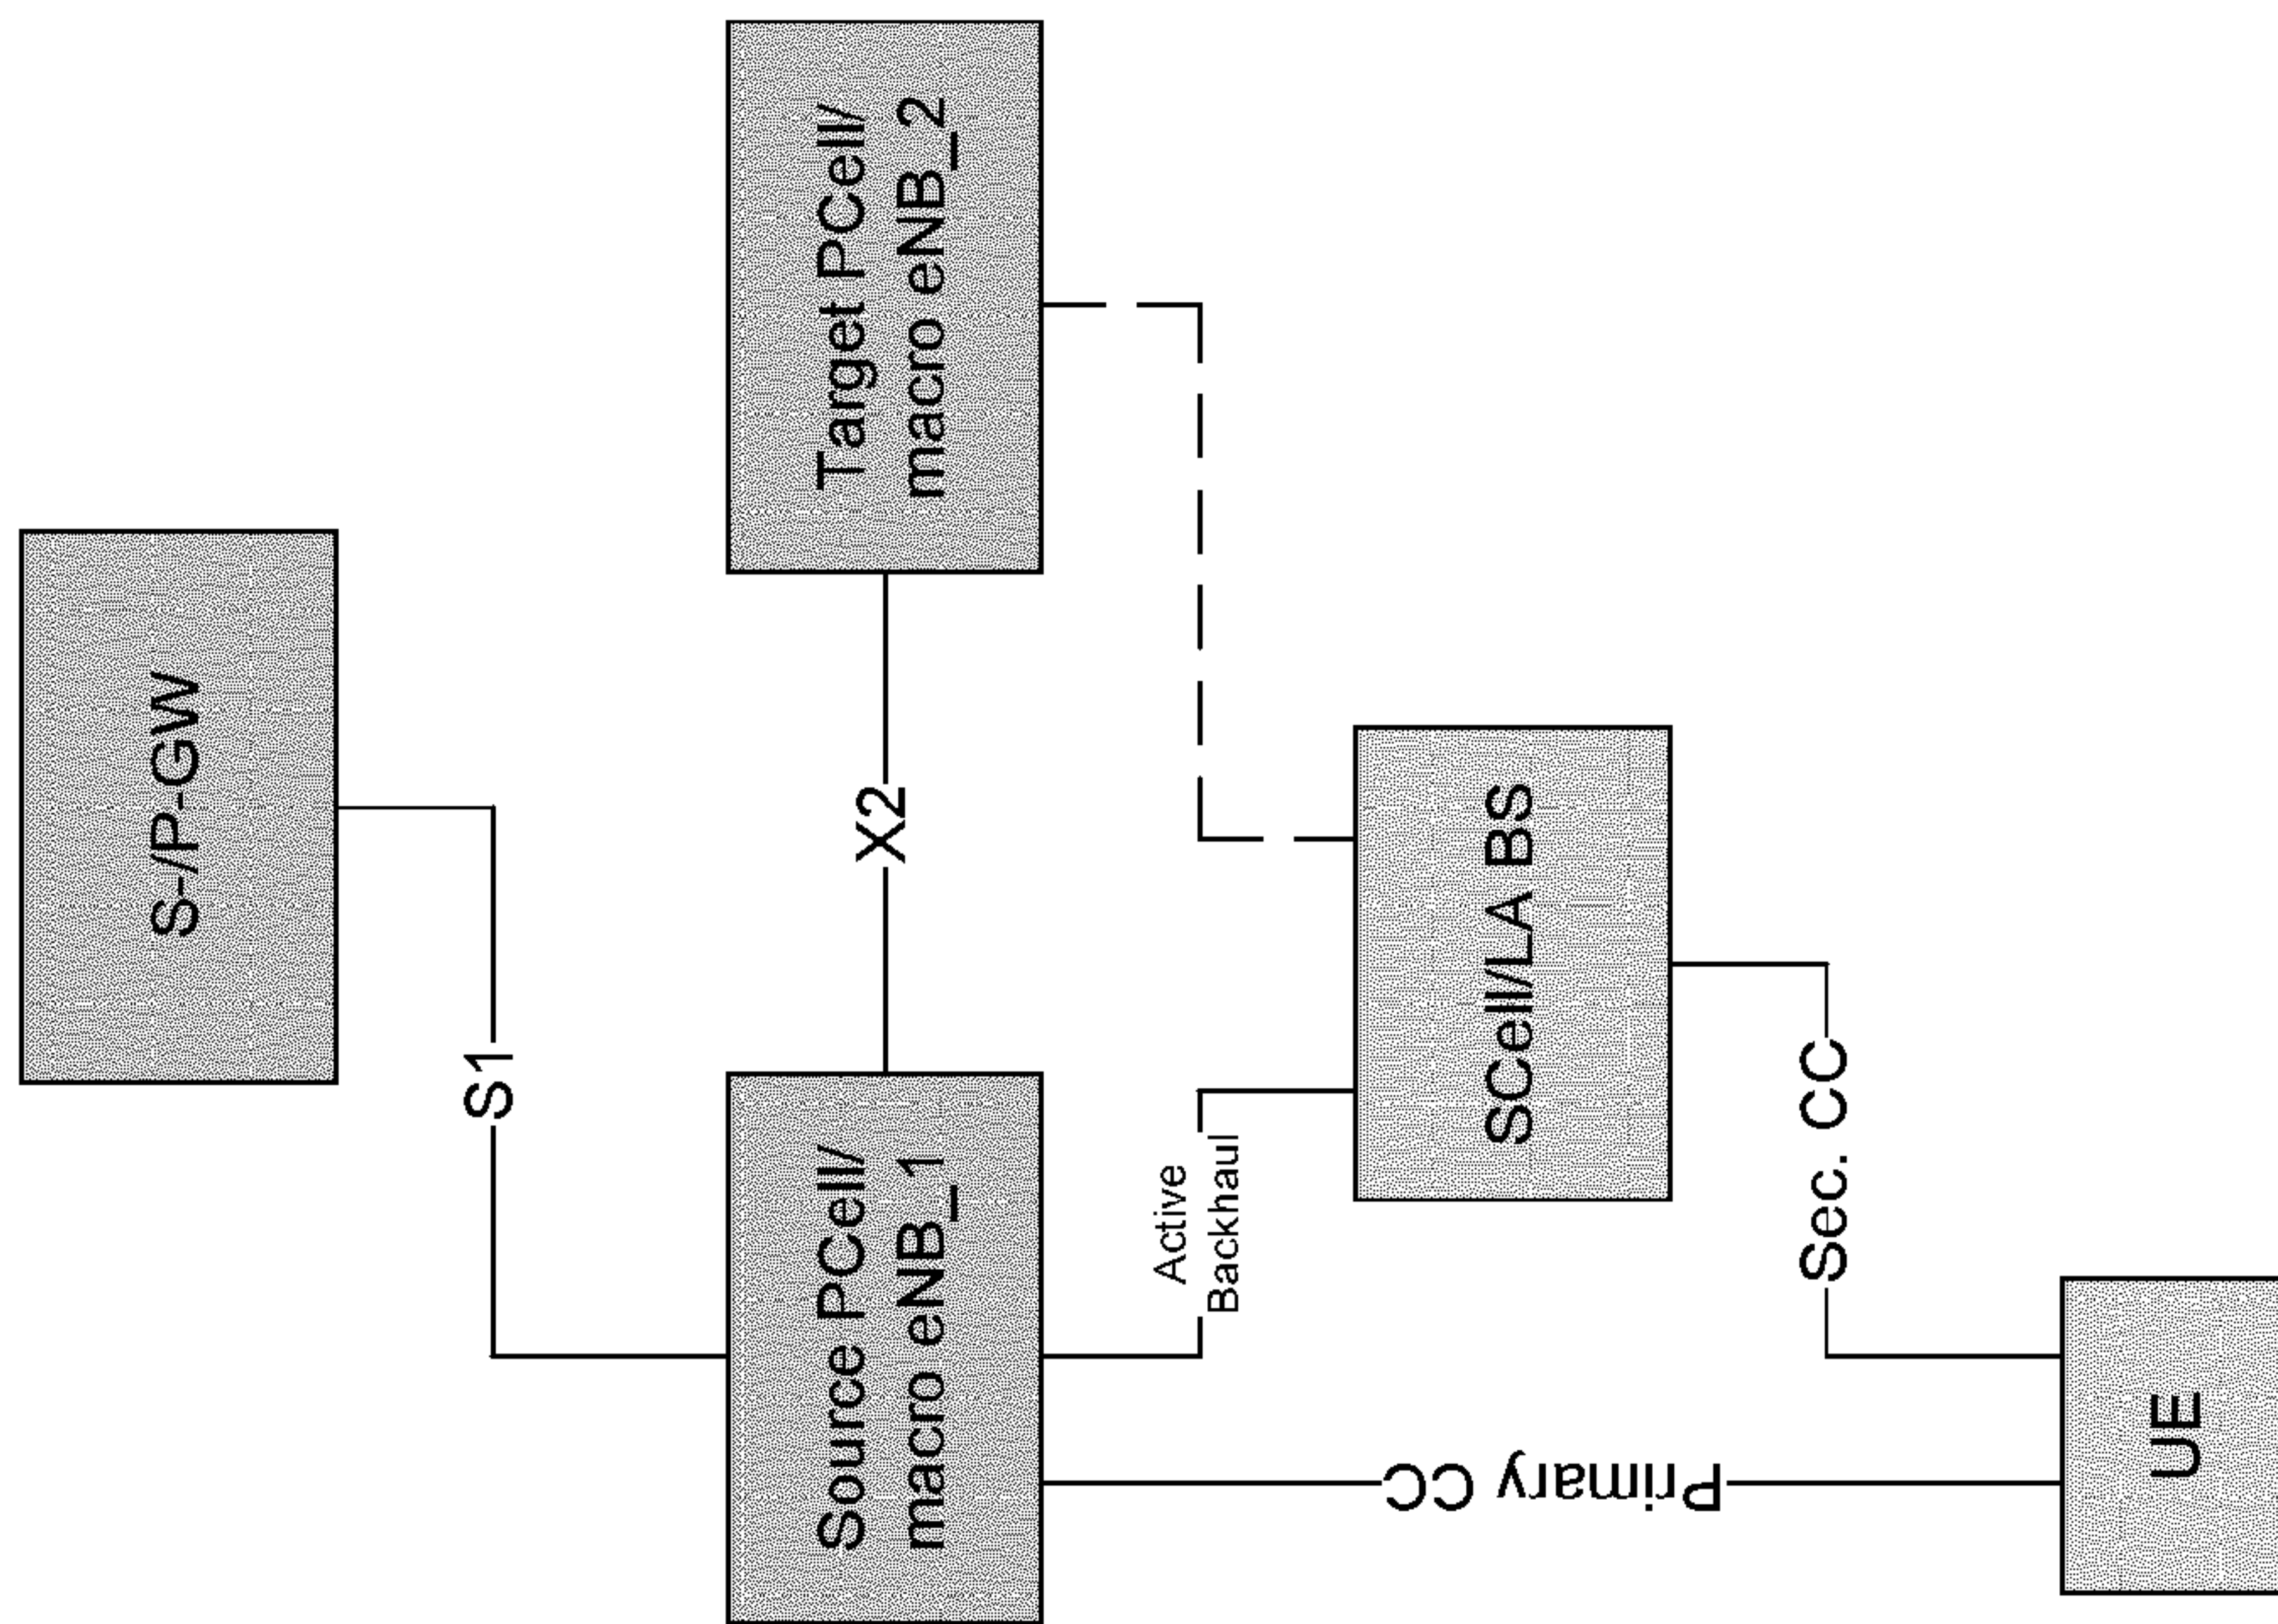 S-/P-GW
S1
Source PCell/
macro eNB_1
X2
Target PCell/
macro eNB_2
Active
Backhaul
SCell/LA BS
Primary CC
Sec. CC
UE